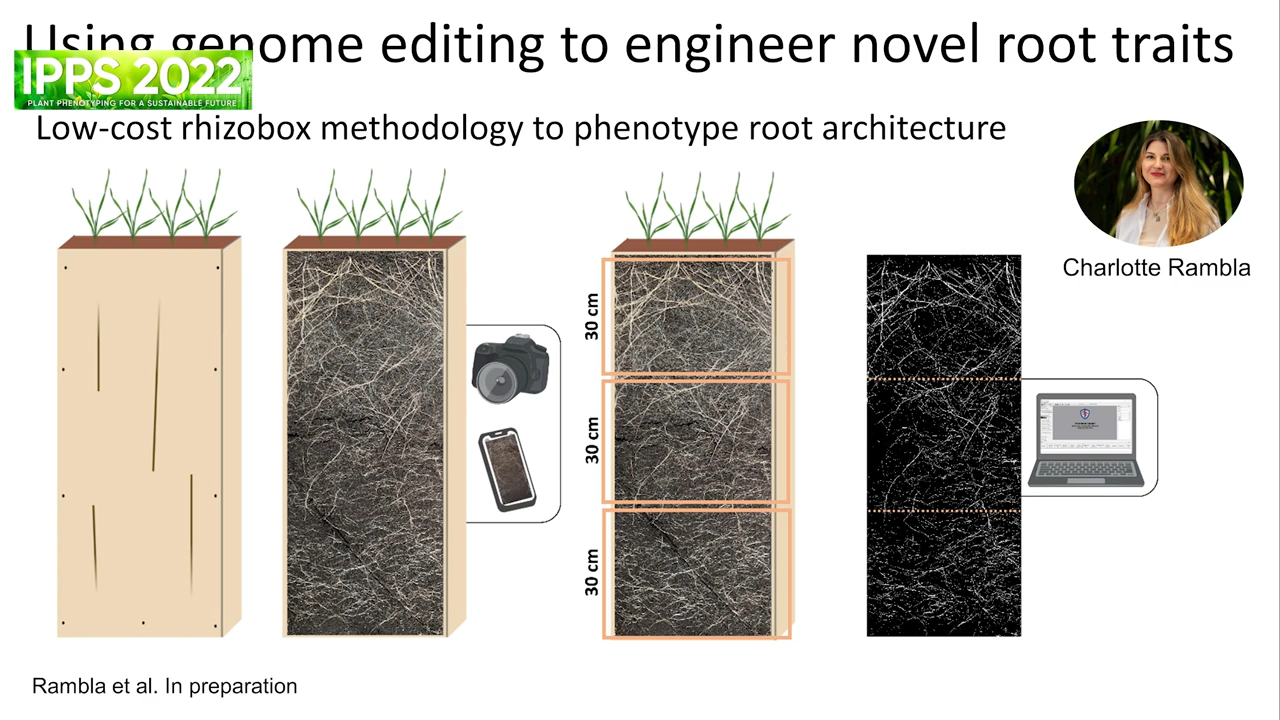 Using genome editing to engineer novel root traits
IPPS 2022
PLANT PHENOTYPING FOR A SUSTAINABLE FUTURE
Low-cost rhizobox methodology to phenotype root architecture
Charlotte Rambla
30 cm
30 cm
30 cm
Rambla et al. In preparation